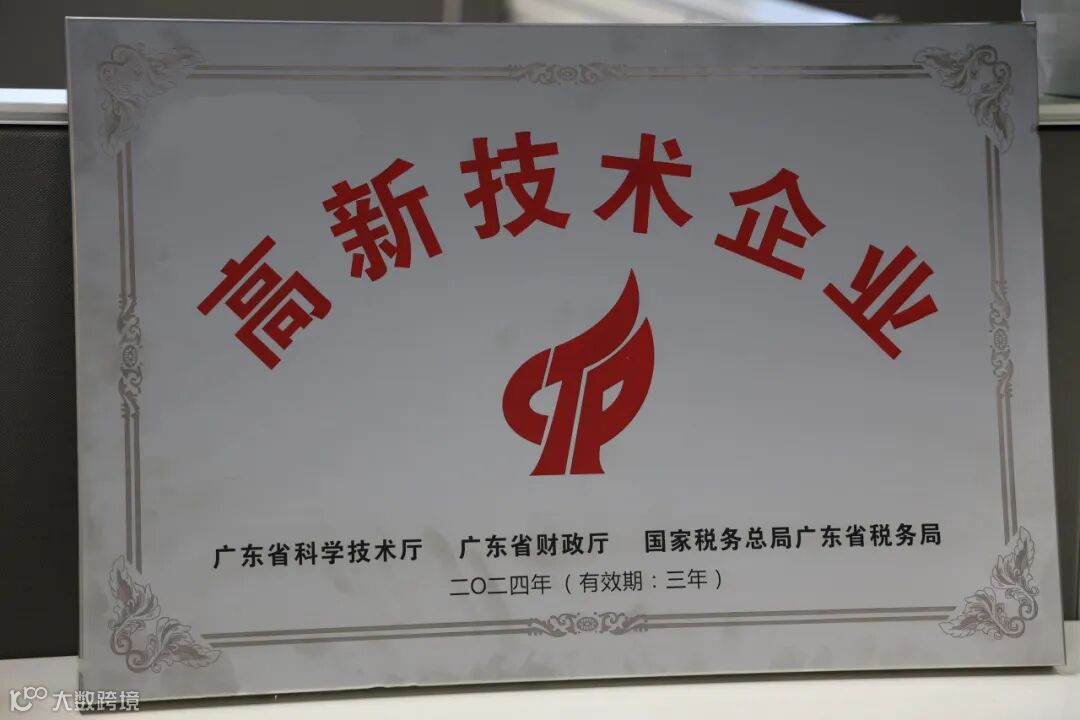 高新技术企业
广东省科学技术厅 广东省财政厅 国家税务总局广东省税务局
二〇二四年（有效期：三年）
大数跨境